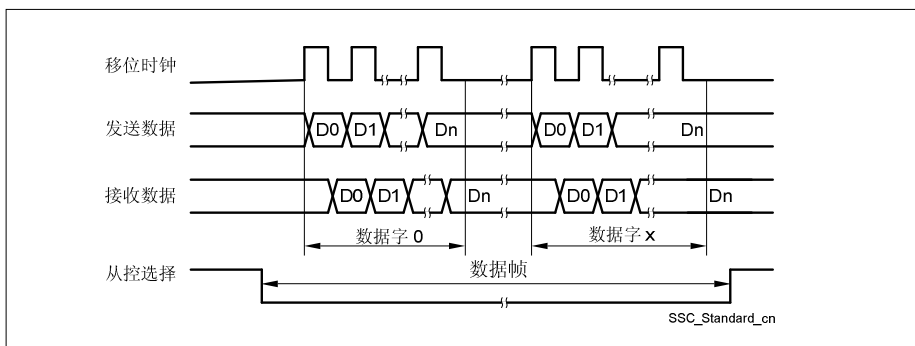 移位时钟
发送数据
D0 D1 Dn D0 D1 Dn
接收数据
D0 D1 Dn D0 D1 Dn
数据字 0 数据字 x
从控选择
数据帧
SSC_Standard_cn